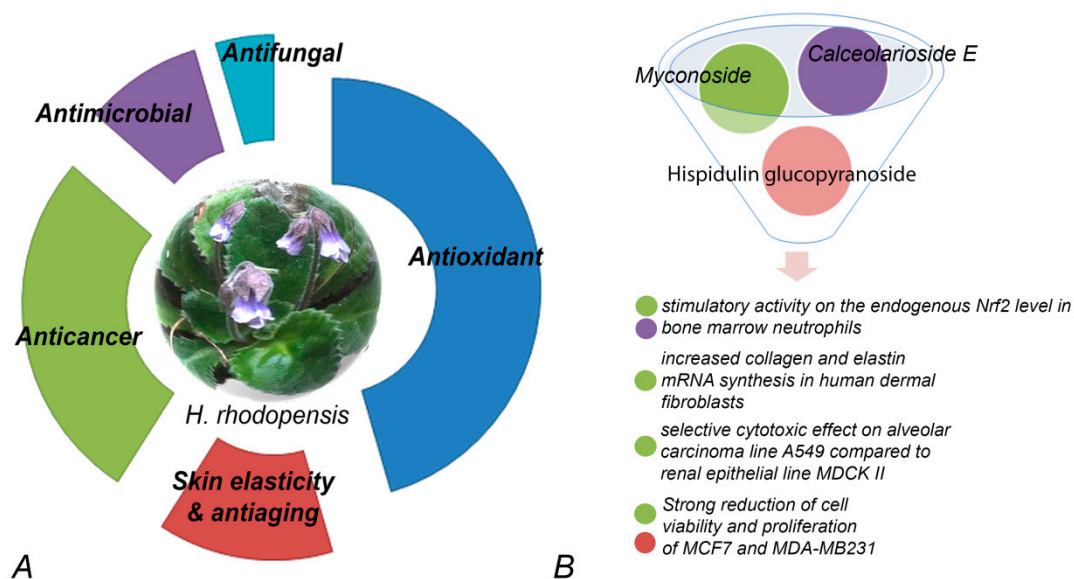 Antifungal
Antimicrobial
Antioxidant
Anticancer
H. rhodopensis
Skin elasticity
& antiaging
A
Calceolarioside E
Myconoside
Hispidulin glucopyranoside
stimulatory activity on the endogenous Nrf2 level in
bone marrow neutrophils
increased collagen and elastin
mRNA synthesis in human dermal
fibroblasts
selective cytotoxic effect on alveolar
carcinoma line A549 compared to
renal epithelial line MDCK II
Strong reduction of cell
viability and proliferation
of MCF7 and MDA-MB231
B